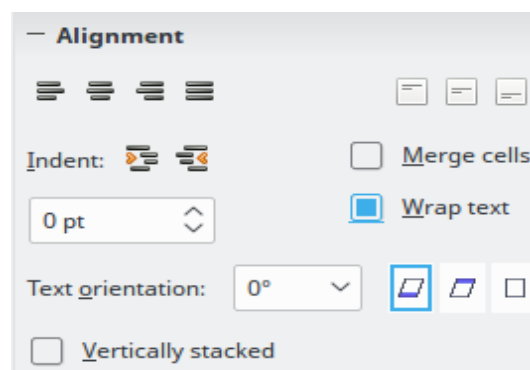 Alignment
Indent:
Merge cells
0 pt
Wrap text
Text orientation: 0°
Vertically stacked